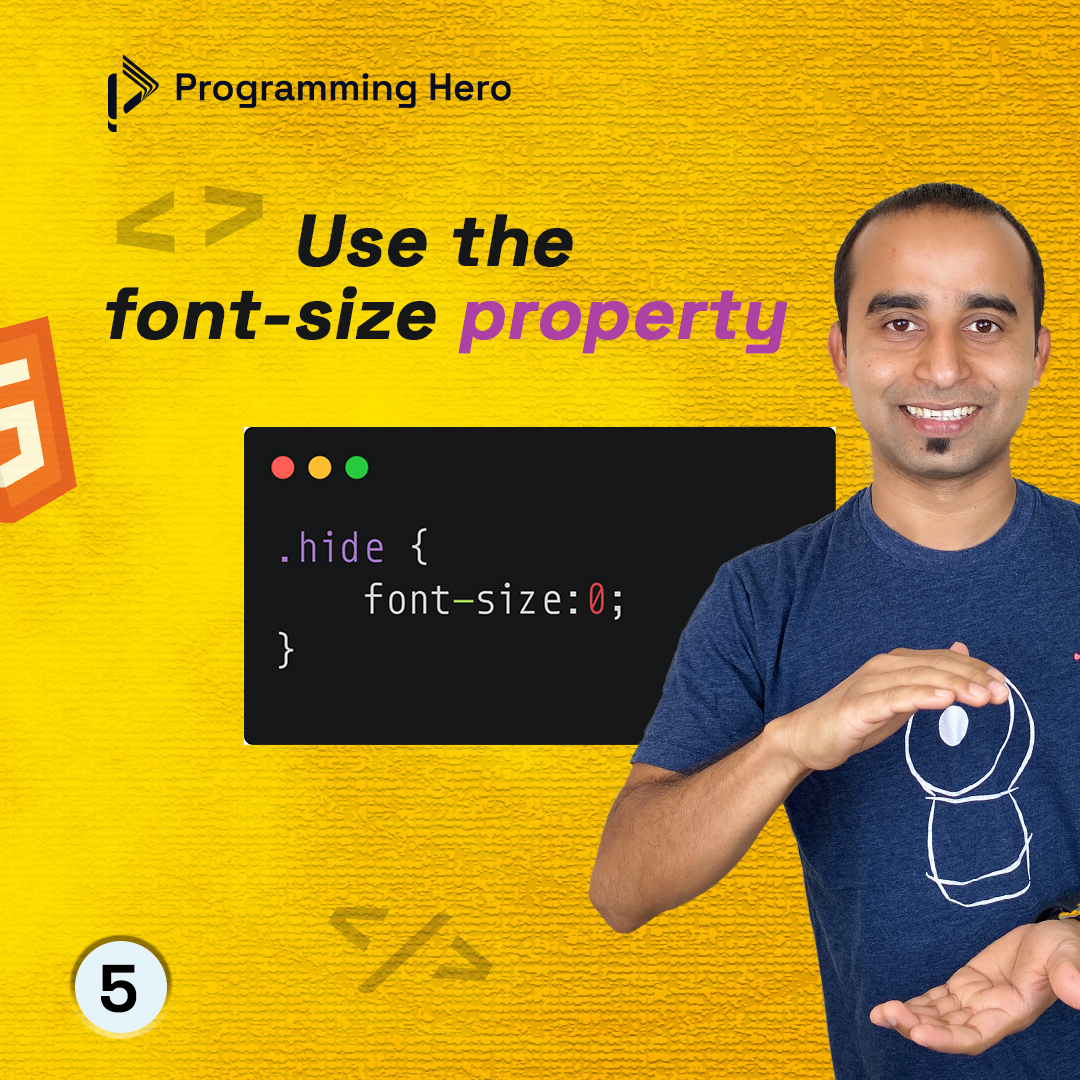 Programming Hero
< >
Use the
font-size property
.hide {
font-size:0;
}
</>
5